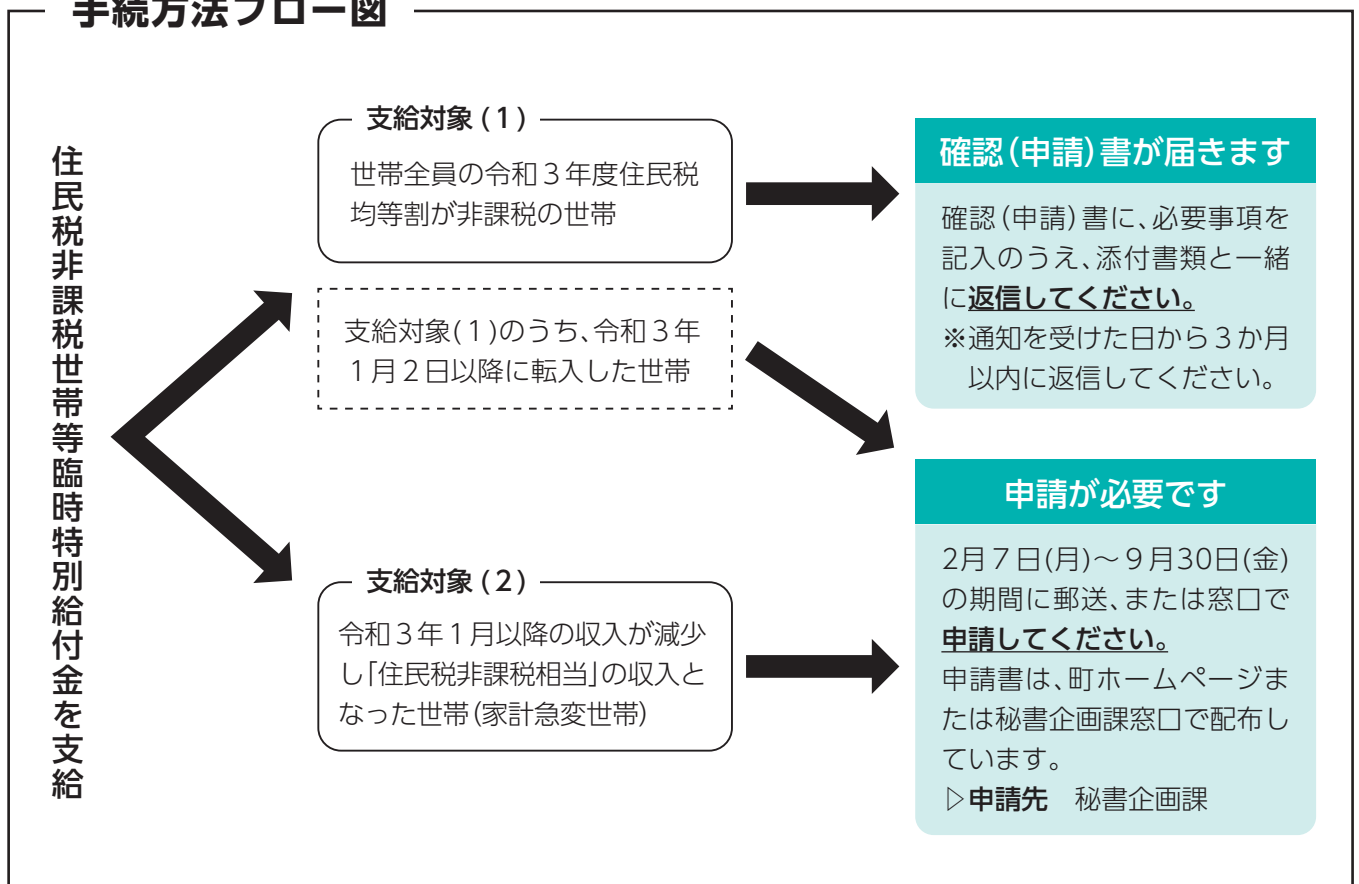 手続方法フロー図
住民税非課税世帯等臨時特別給付金を支給
支給対象(1)
世帯全員の令和3年度住民税
均等割が非課税の世帯
支給対象(1)のうち、令和3年
1月2日以降に転入した世帯
支給対象(2)
令和3年1月以降の収入が減少
し「住民税非課税相当」の収入と
なった世帯(家計急変世帯)
確認(申請)書が届きます
確認(申請)書に、必要事項を
記入のうえ、添付書類と一緒
に返信してください。
※通知を受けた日から3か月
以内に返信してください。
申請が必要です
2月7日(月)～9月30日(金)
の期間に郵送、または窓口で
申請してください。
申請書は、町ホームページま
たは秘書企画課窓口で配布し
ています。
▷申請先 秘書企画課